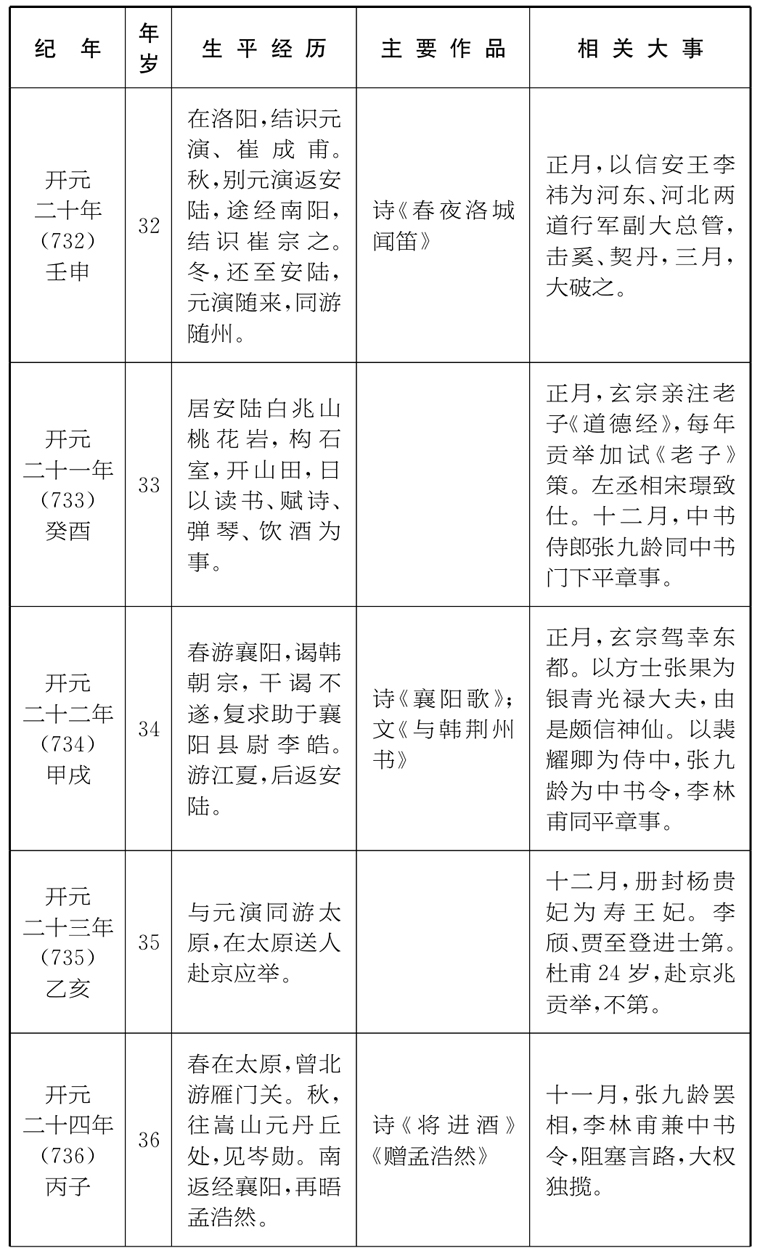 纪年
年岁
生平经历
主要作品
相关大事
开元
二十年
(732)
壬申
32
在洛阳,结识元
演、崔成甫。
秋,别元演返安
陆,途经南阳,
结识崔宗之。
冬,还至安陆,
元演随来,同游
随州。
诗《春夜洛城
闻笛》
正月,以信安王李
祎为河东、河北两
道行军副大总管,
击奚、契丹,三月,
大破之。
开元
二十一年
(733)
癸酉
33
居安陆白兆山
桃花岩,构石
室,开山田,日
以读书、赋诗、
弹琴、饮酒为
事。
正月,玄宗亲注老
子《道德经》,每年
贡举加试《老子》
策。左丞相宋璟致
仕。十二月,中书
侍郎张九龄同中书
门下平章事。
开元
二十二年
(734)
甲戌
34
春游襄阳,谒韩
朝宗,干谒不
遂,复求助于襄
阳县尉李皓。
游江夏,后返安
陆。
诗《襄阳歌》;
文《与韩荆州
书》
正月,玄宗驾幸东
都。以方士张果为
银青光禄大夫,由
是颇信神仙。以裴
耀卿为侍中,张九
龄为中书令,李林
甫同平章事。
开元
二十三年
(735)
乙亥
35
与元演同游太
原,在太原送人
赴京应举。
十二月,册封杨贵
妃为寿王妃。李
颀、贾至登进士第。
杜甫24岁,赴京兆
贡举,不第。
开元
二十四年
(736)
丙子
36
春在太原,曾北
游雁门关。秋,
往嵩山元丹丘
处,见岑勋。南
返经襄阳,再晤
孟浩然。
诗《将进酒》
《赠孟浩然》
十一月,张九龄罢
相,李林甫兼中书
令,阻塞言路,大权
独揽。